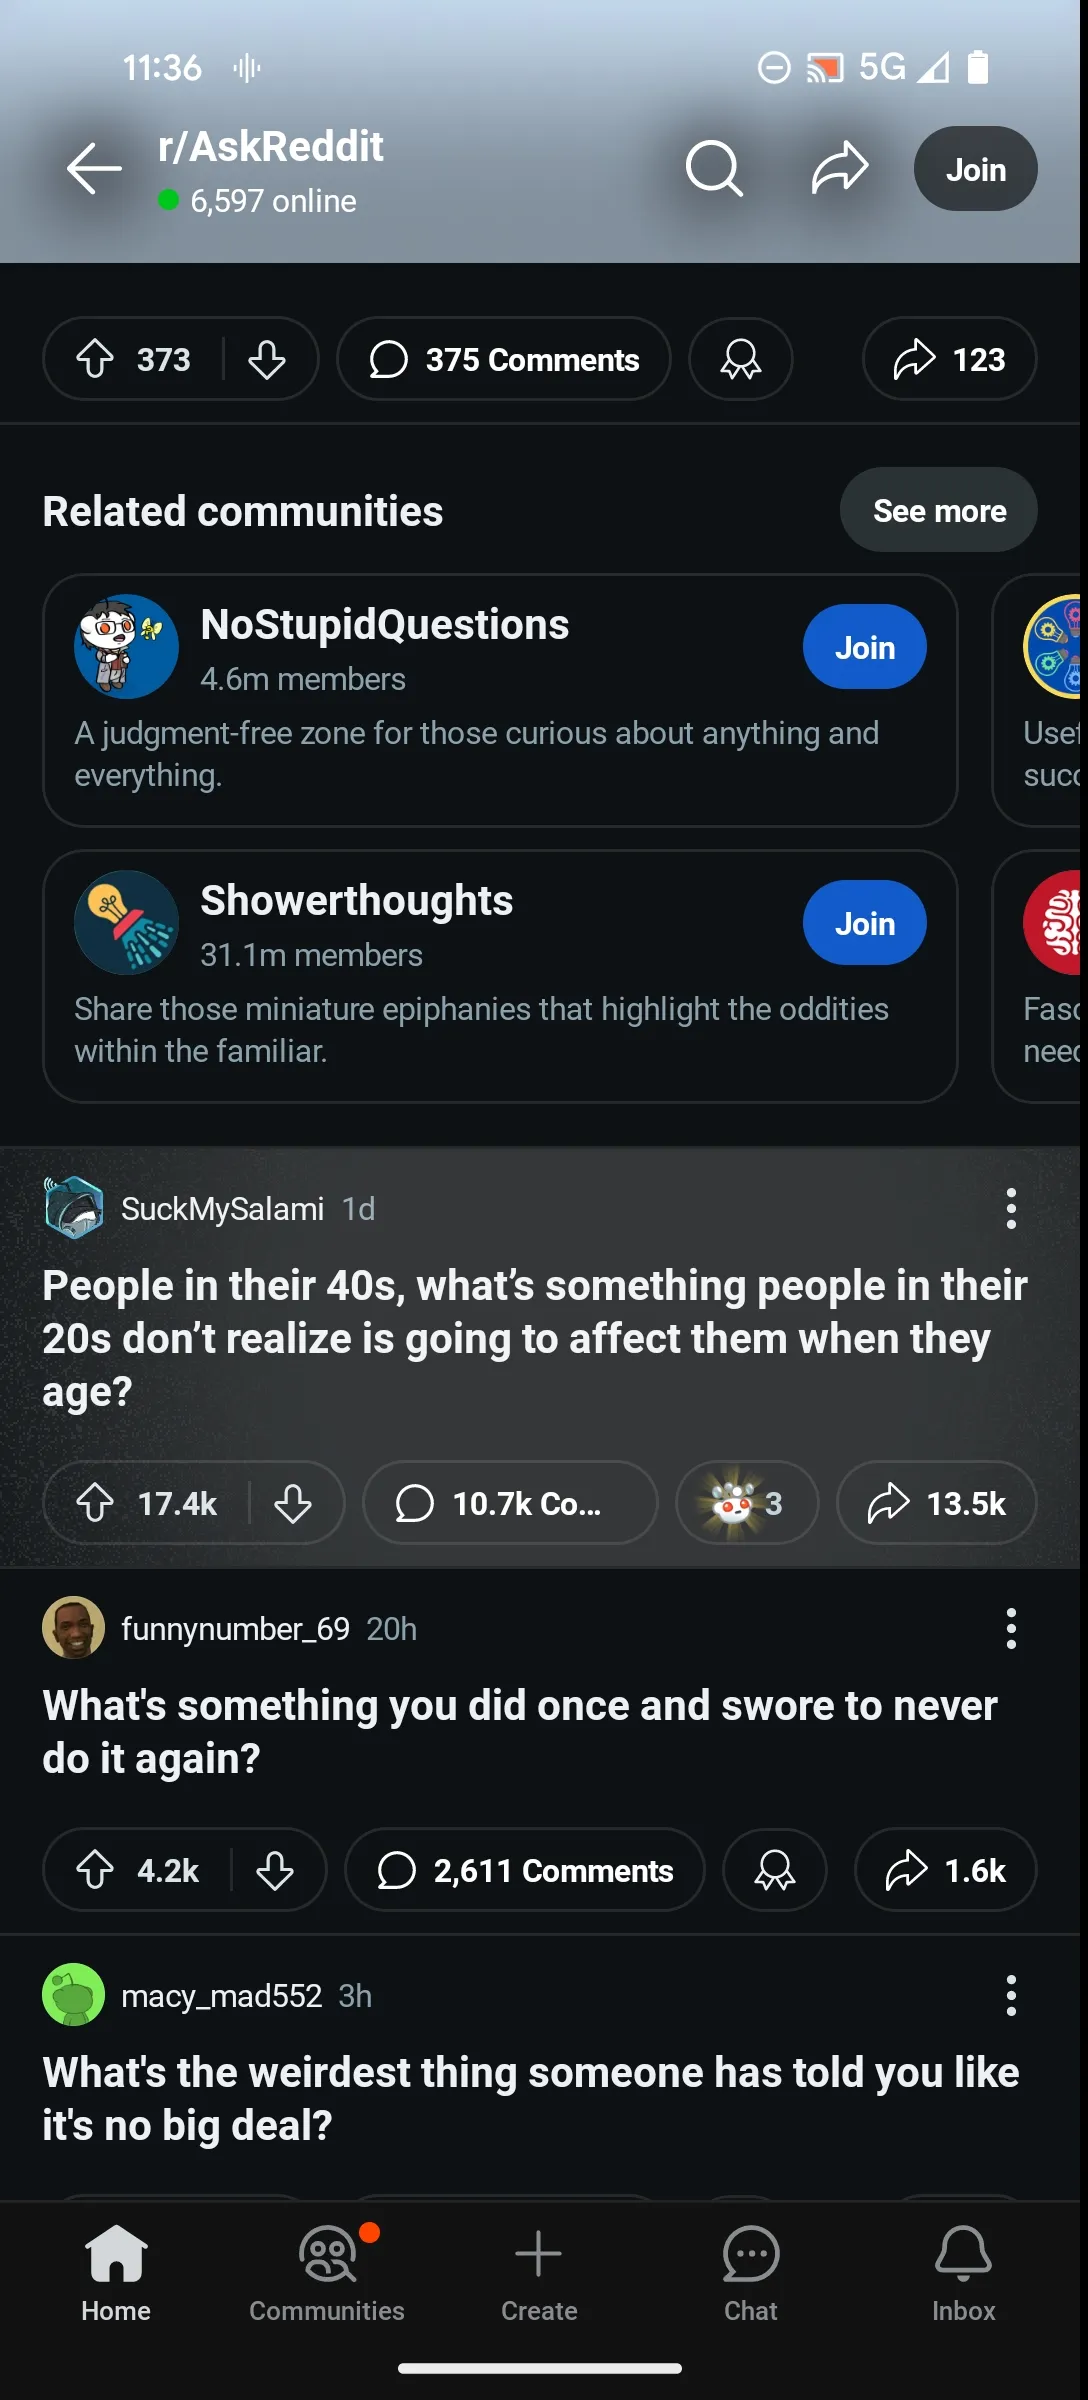 11:36
5G
r/AskReddit
6,597 online
Join
373
375 Comments
123
Related communities
See more
NoStupidQuestions
4.6m members
Join
A judgment-free zone for those curious about anything and
everything.
Showerthoughts
31.1m members
Join
Share those miniature epiphanies that highlight the oddities
within the familiar.
SuckMySalami 1d
People in their 40s, what’s something people in their
20s don’t realize is going to affect them when they
age?
17.4k
10.7k Co...
3
13.5k
funnynumber_69 20h
What's something you did once and swore to never
do it again?
4.2k
2,611 Comments
1.6k
macy_mad552 3h
What's the weirdest thing someone has told you like
it's no big deal?
Home
Communities
Create
Chat
Inbox